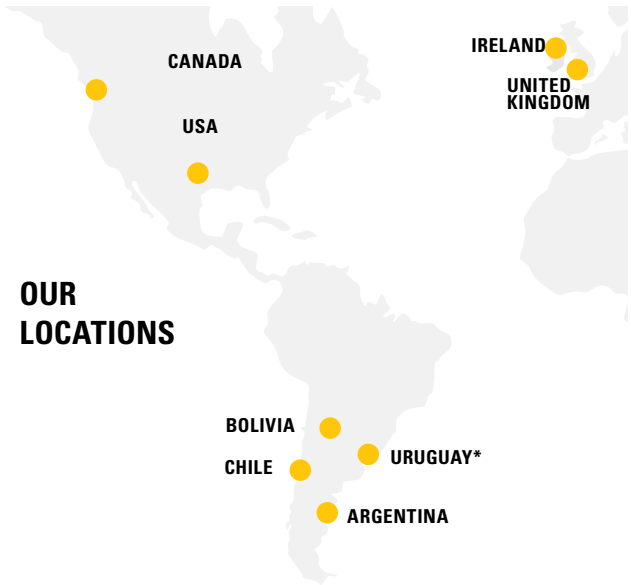 CANADA
IRELAND
UNITED
KINGDOM
USA
OUR
LOCATIONS
BOLIVIA
URUGUAY*
CHILE
ARGENTINA